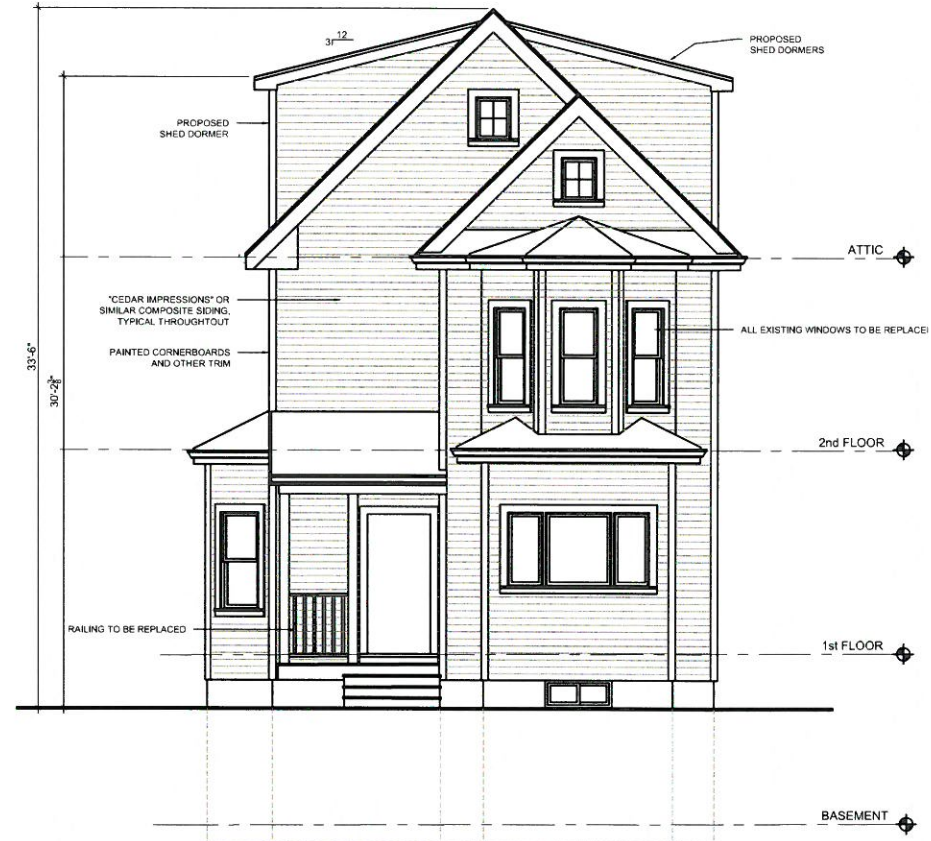 12
3
PROPOSED
SHED DORMERS
PROPOSED
SHED DORMER
ATTIC
"CEDAR IMPRESSIONS" OR
SIMILAR COMPOSITE SIDING,
TYPICAL THROUGHTOUT
ALL EXISTING WINDOWS TO BE REPLACE
PAINTED CORNERBOARDS
AND OTHER TRIM
33'-6"
30'-2⅜"
2nd FLOOR
RAILING TO BE REPLACED
1st FLOOR
BASEMENT